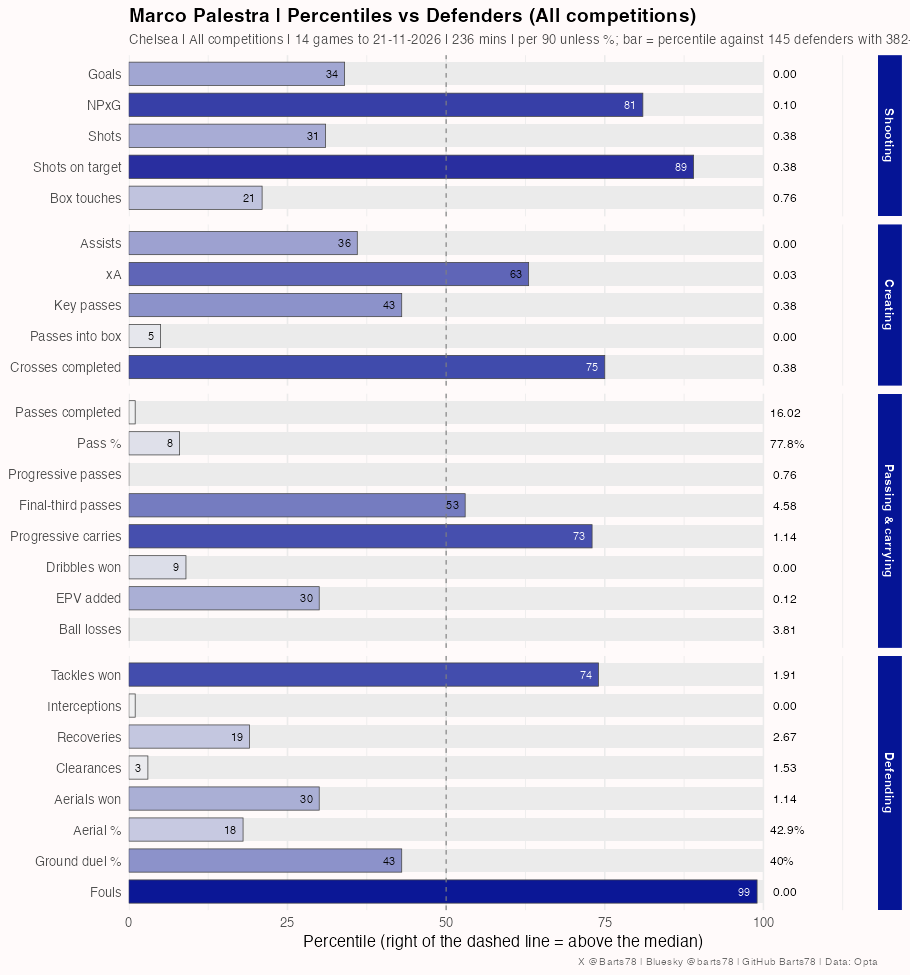 Marco Palestra | Percentiles vs Defenders (All competitions)
Chelsea | All competitions | 14 games to 21-11-2026 | 236 mins | per 90 unless %; bar = percentile against 145 defenders with 382-
Goals 34 0.00
NPxG 81 0.10
Shots 31 0.38
Shots on target 89 0.38
Box touches 21 0.76
Shooting
Assists 36 0.00
xA 63 0.03
Key passes 43 0.38
Passes into box 5 0.00
Crosses completed 75 0.38
Creating
Passes completed 16.02
Pass % 8 77.8%
Progressive passes 0.76
Final-third passes 53 4.58
Progressive carries 73 1.14
Dribbles won 9 0.00
EPV added 30 0.12
Ball losses 3.81
Passing & carrying
Tackles won 74 1.91
Interceptions 0.00
Recoveries 19 2.67
Clearances 3 1.53
Aerials won 30 1.14
Aerial % 18 42.9%
Ground duel % 43 40%
Fouls 99 0.00
Defending
0 25 50 75 100
Percentile (right of the dashed line = above the median)
X @Barts78 | Bluesky @barts78 | GitHub Barts78 | Data: Opta